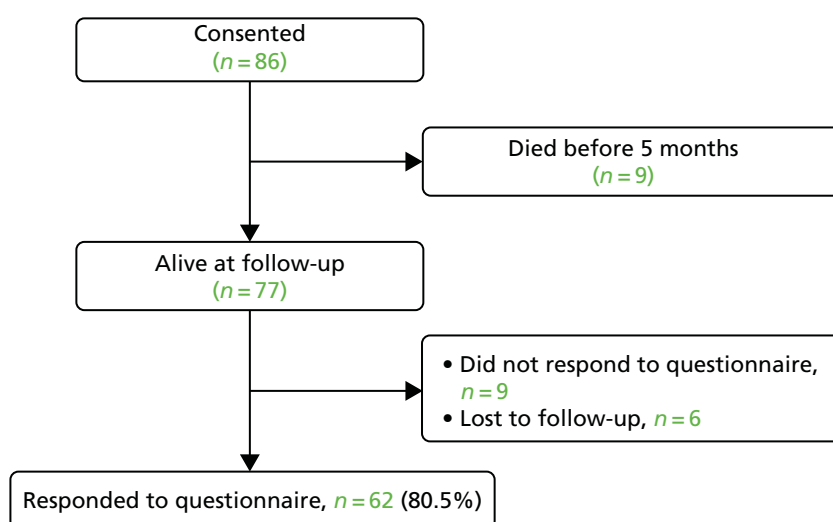 Consented
(n = 86)
Died before 5 months
(n = 9)
Alive at follow-up
(n = 77)
• Did not respond to questionnaire,
n = 9
• Lost to follow-up, n = 6
Responded to questionnaire, n = 62 (80.5%)